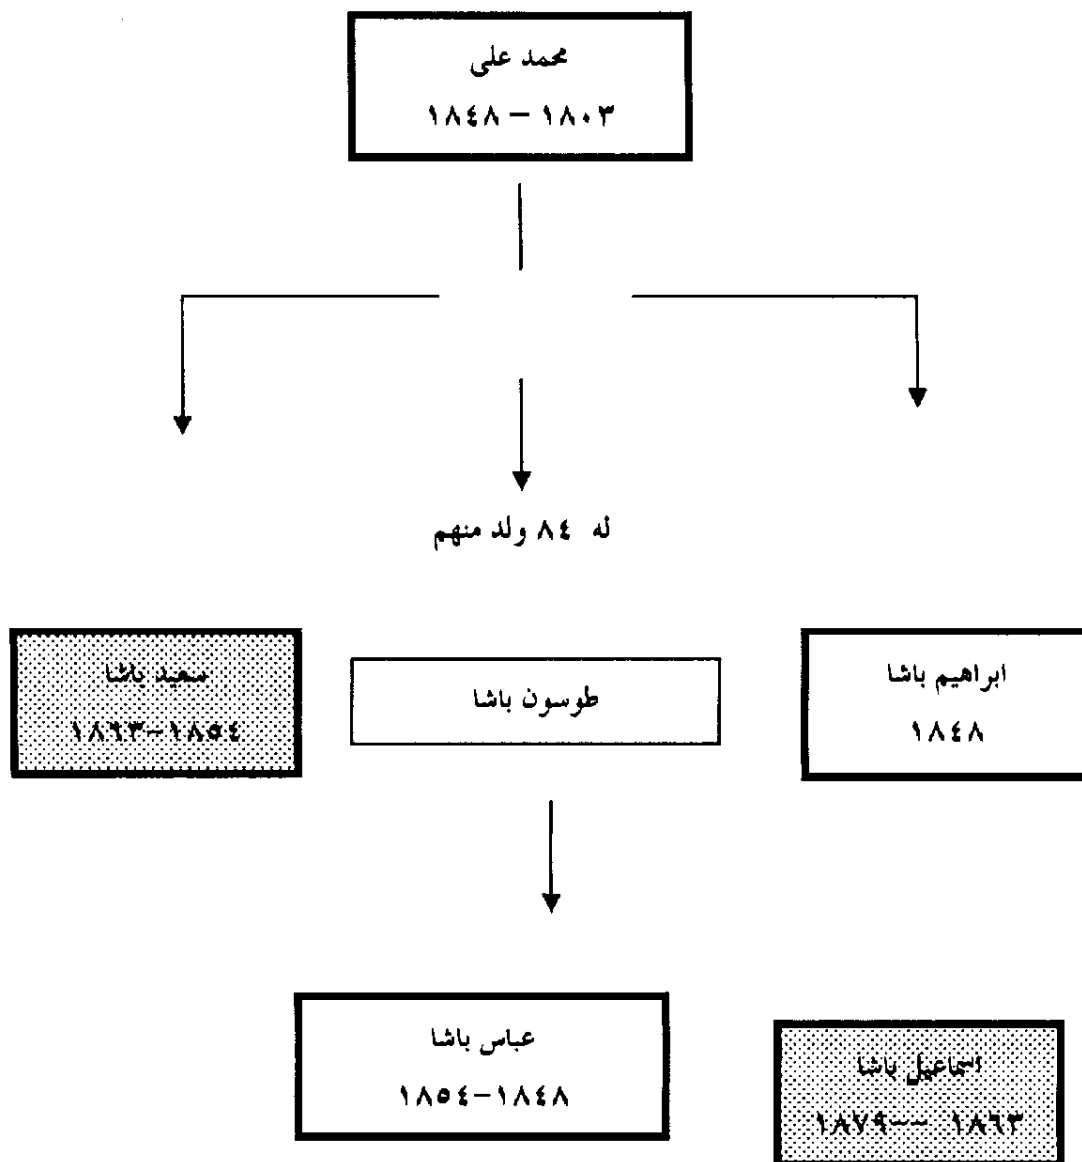 محمد على
١٨٠٣ – ١٨٤٨
له ٨٤ ولد منهم
ابراهيم باشا
١٨٤٨
طوسون باشا
سعيد باشا
١٨٥٤–١٨٦٣
عباس باشا
١٨٤٨–١٨٥٤
اسماعيل باشا
١٨٦٣ --١٨٧٩